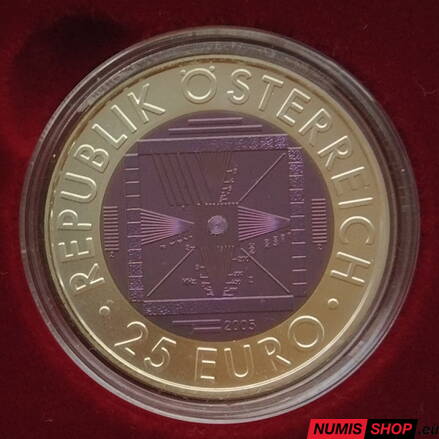 REPUBLIK ÖSTERREICH
· 25 EURO ·
2005
NUMIS SHOP.eu